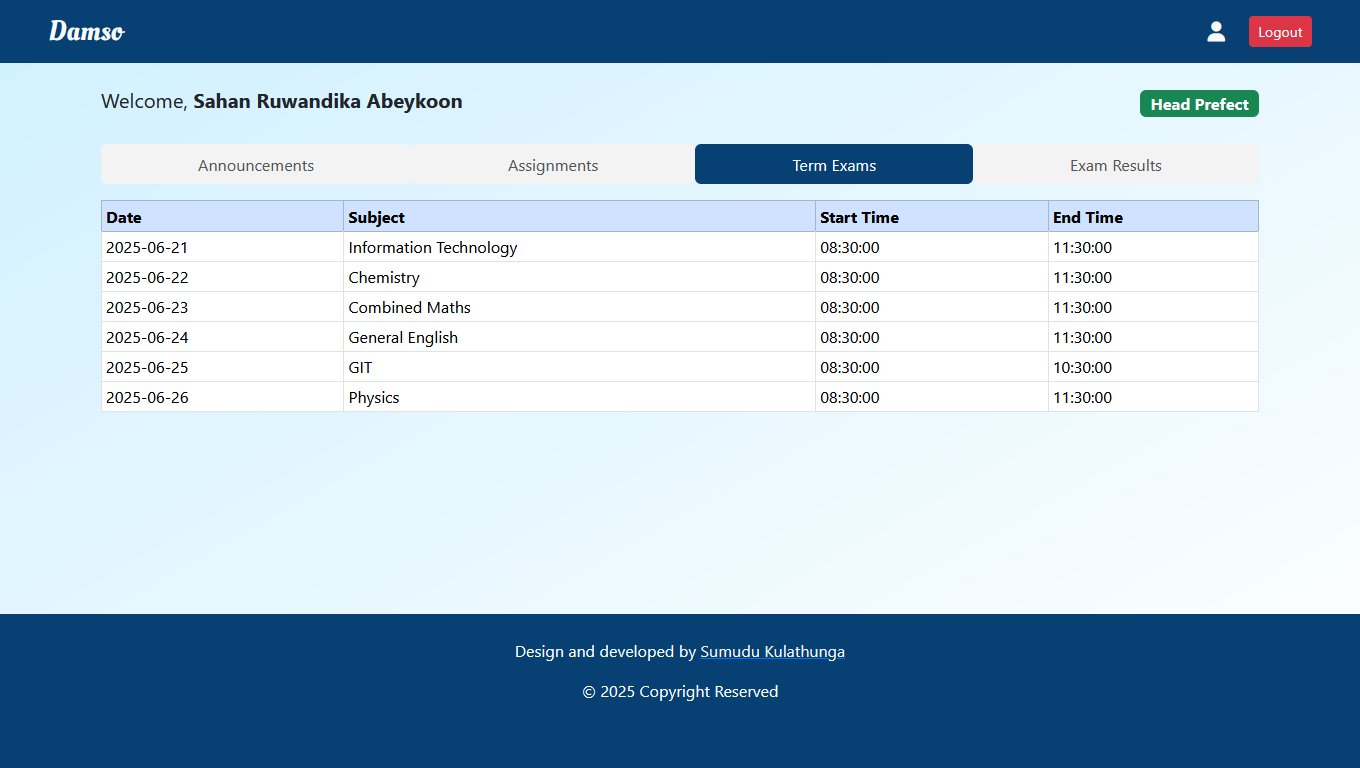 Damso
Logout
Welcome, Sahan Ruwandika Abeykoon
Head Prefect
Announcements Assignments Term Exams Exam Results
Date Subject Start Time End Time
2025-06-21 Information Technology 08:30:00 11:30:00
2025-06-22 Chemistry 08:30:00 11:30:00
2025-06-23 Combined Maths 08:30:00 11:30:00
2025-06-24 General English 08:30:00 11:30:00
2025-06-25 GIT 08:30:00 10:30:00
2025-06-26 Physics 08:30:00 11:30:00
Design and developed by Sumudu Kulathunga
© 2025 Copyright Reserved